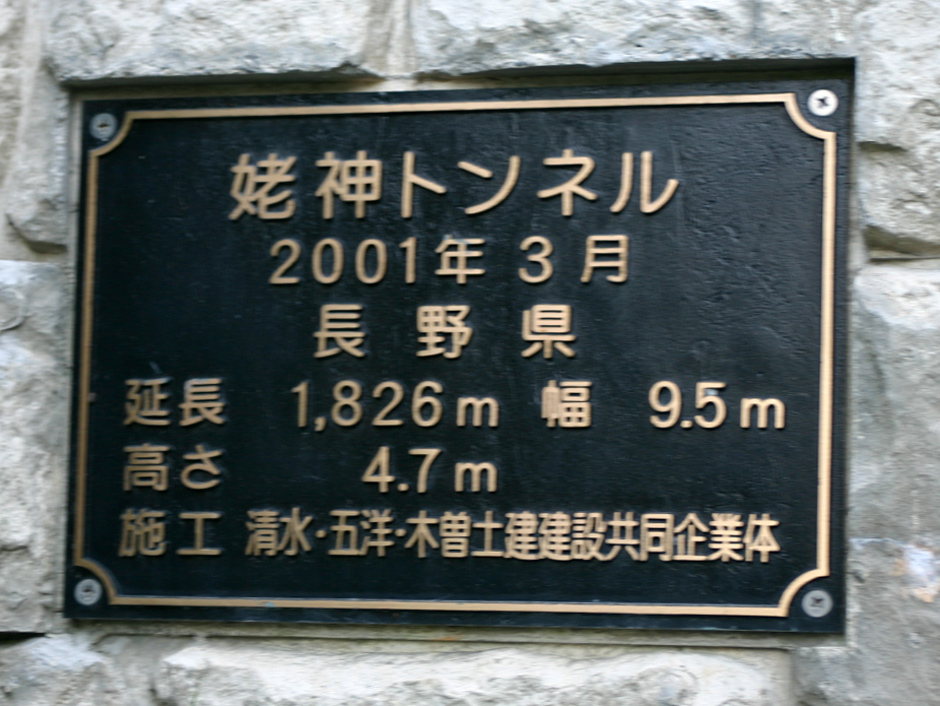 姥神トンネル
2001年 3月
長野県
延長 1,826m 幅 9.5m
高さ 4.7m
施工 清水・五洋・木曽土建建設共同企業体